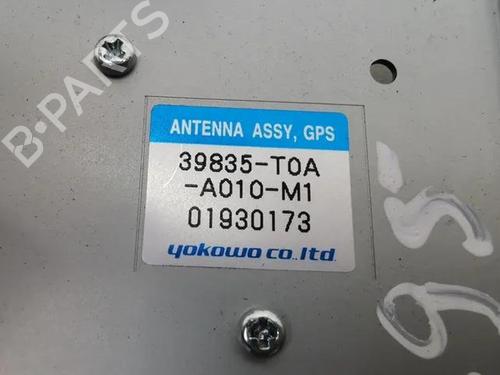 B-PARTS
ANTENNA ASSY, GPS
39835-T0A
-A010-M1
01930173
yokowo co.,ltd.